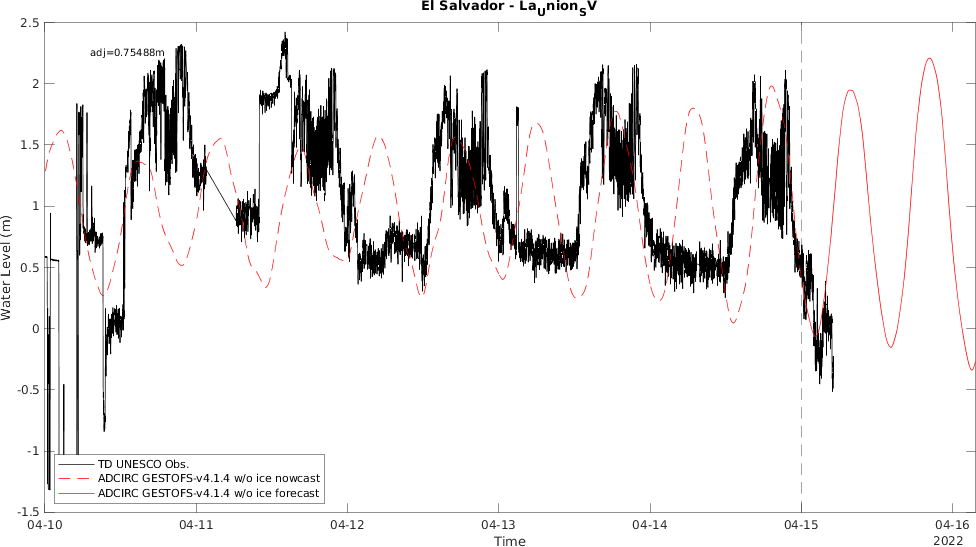 El Salvador - LaUnionSV
adj=0.75488m
2.5
2
1.5
1
0.5
0
-0.5
-1
-1.5
Water Level (m)
TD UNESCO Obs.
ADCIRC GESTOFS-v4.1.4 w/o ice nowcast
ADCIRC GESTOFS-v4.1.4 w/o ice forecast
04-10 04-11 04-12 04-13 04-14 04-15 04-16
Time
2022